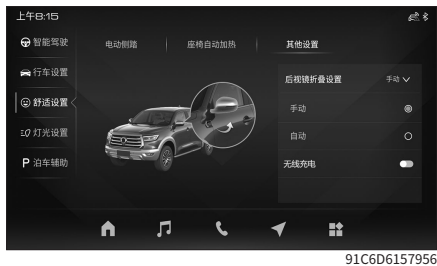 上午8:15
智能驾驶
电动侧踏
座椅自动加热
其他设置
行车设置
后视镜折叠设置
手动
舒适设置
手动
自动
灯光设置
无线充电
P 泊车辅助
91C6D6157956